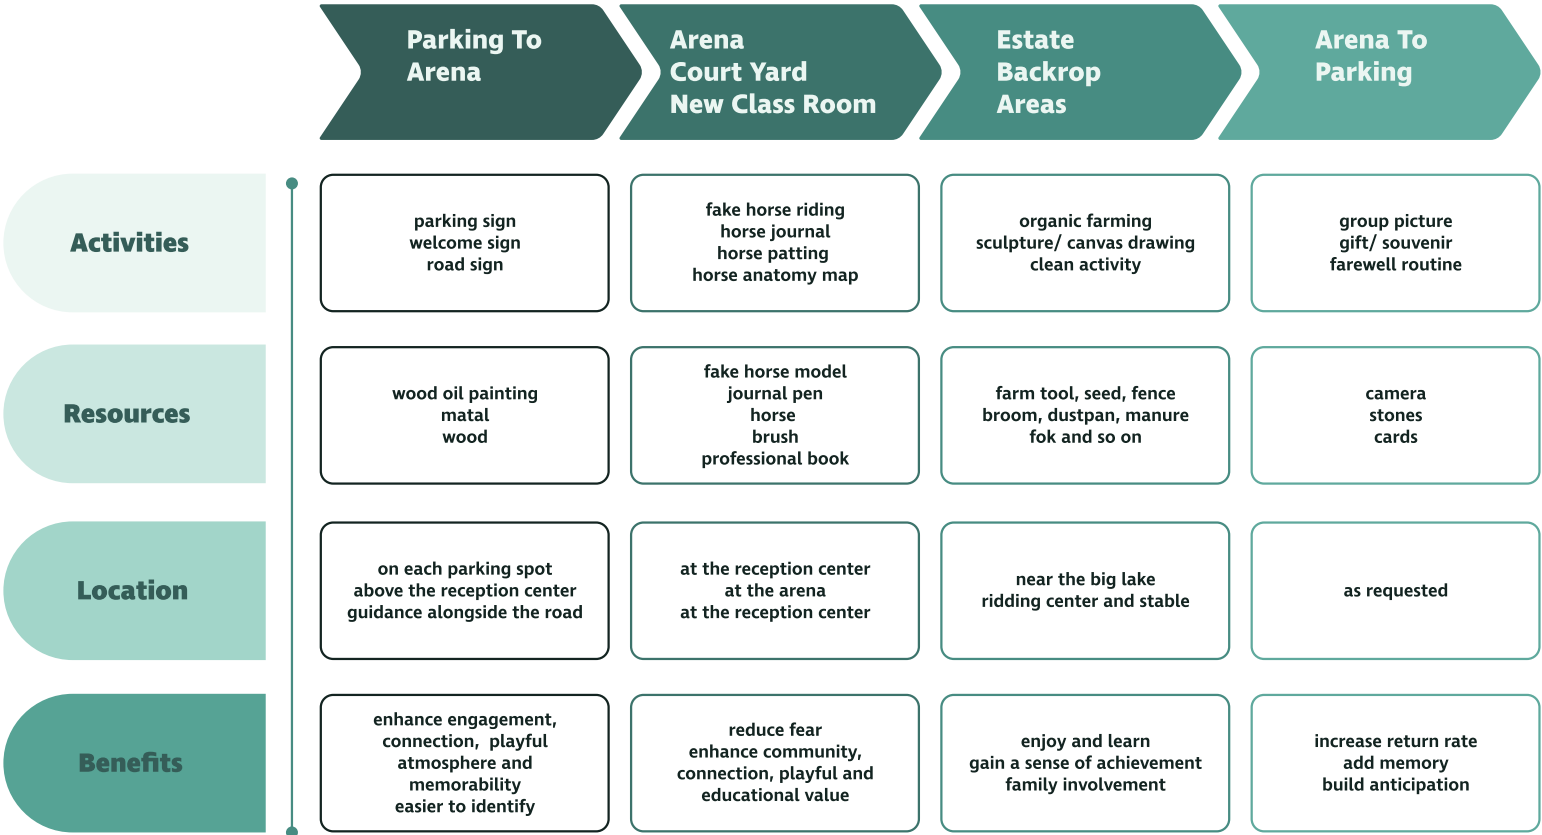 Parking To
Arena
Arena
Court Yard
New Class Room
Estate
Backrop
Areas
Arena To
Parking
Activities
parking sign
welcome sign
road sign
fake horse riding
horse journal
horse patting
horse anatomy map
organic farming
sculpture/ canvas drawing
clean activity
group picture
gift/ souvenir
farewell routine
Resources
wood oil painting
matal
wood
fake horse model
journal pen
horse
brush
professional book
farm tool, seed, fence
broom, dustpan, manure
fok and so on
camera
stones
cards
Location
on each parking spot
above the reception center
guidance alongside the road
at the reception center
at the arena
at the reception center
near the big lake
ridding center and stable
as requested
Benefits
enhance engagement,
connection, playful
atmosphere and
memorability
easier to identify
reduce fear
enhance community,
connection, playful and
educational value
enjoy and learn
gain a sense of achievement
family involvement
increase return rate
add memory
build anticipation